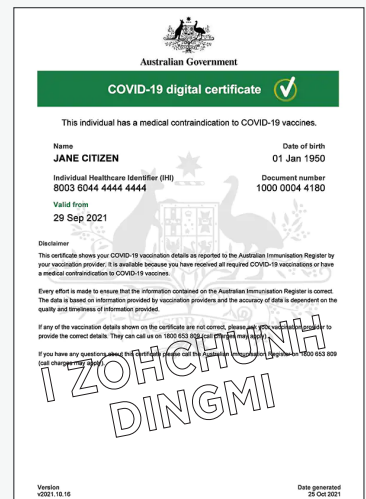 Australian Government
COVID-19 digital certificate
This individual has a medical contraindication to COVID-19 vaccines.
Name
JANE CITIZEN
Date of birth
01 Jan 1950
Individual Healthcare Identifier (IHI)
8003 6044 4444 4444
Document number
1000 0004 4180
Valid from
29 Sep 2021
Disclaimer
This certificate shows your COVID-19 vaccination details as reported to the Australian Immunisation Register by
your vaccination provider. It is available because you have received all required COVID-19 vaccinations or have
a medical contraindication to COVID-19 vaccines.
Every effort is made to ensure that the information contained on the Australian Immunisation Register is correct.
The data is based on information provided by vaccination providers and the accuracy of data is dependent on the
quality and timeliness of information provided.
If any of the vaccination details shown on the certificate are not correct, please ask your vaccination provider to
provide the correct details. They can call us on 1800 653 809 (call charges may apply).
If you have any questions about this certificate please call the Australian Immunisation Register on 1800 653 809
(call charges may apply).
I ZOHCHUNH
DINGMI
Version
v2021.10.16
Date generated
25 Oct 2021